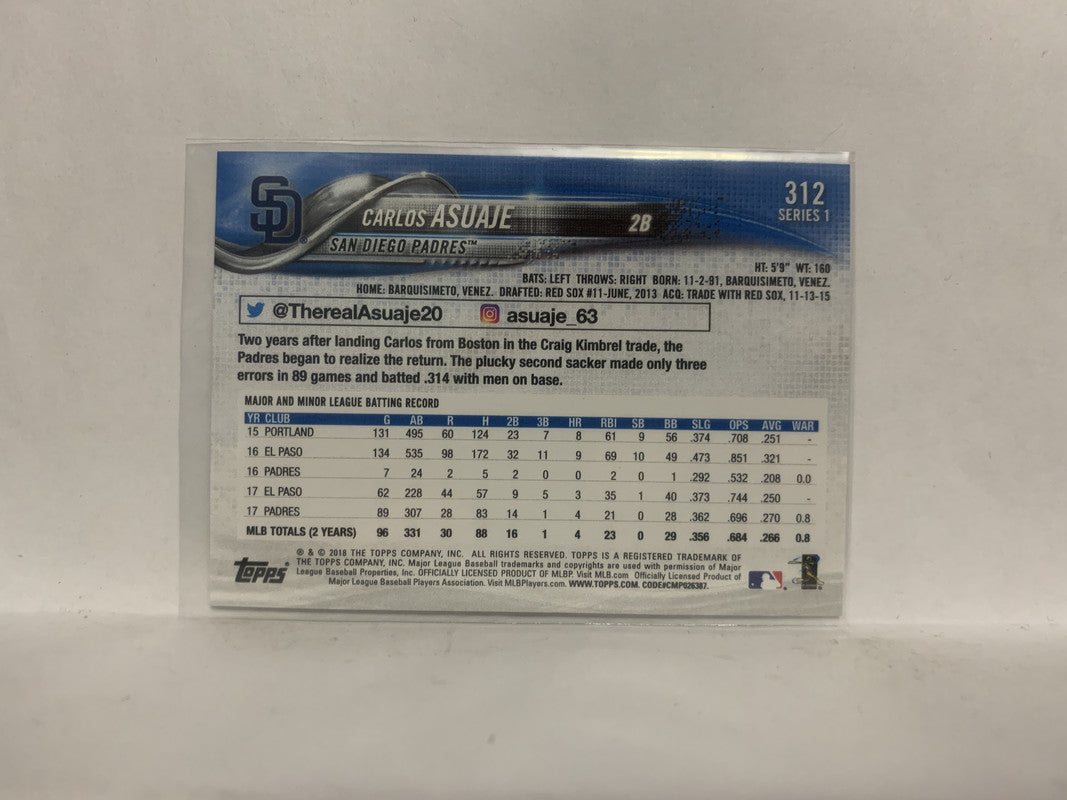 SD
CARLOS ASUAJE 2B
SAN DIEGO PADRES™
312
SERIES 1
HT: 5'9" WT: 160
BATS: LEFT THROWS: RIGHT BORN: 11-2-91, BARQUISIMETO, VENEZ.
HOME: BARQUISIMETO, VENEZ. DRAFTED: RED SOX #11-JUNE, 2013 ACQ: TRADE WITH RED SOX, 11-13-15
@TherealAsuaje20 asuaje_63
Two years after landing Carlos from Boston in the Craig Kimbrel trade, the
Padres began to realize the return. The plucky second sacker made only three
errors in 89 games and batted .314 with men on base.
MAJOR AND MINOR LEAGUE BATTING RECORD
YR CLUB G AB R H 2B 3B HR RBI SB BB SLG OPS AVG WAR
15 PORTLAND 131 495 60 124 23 7 8 61 9 56 .374 .708 .251 -
16 EL PASO 134 535 98 172 32 11 9 69 10 49 .473 .851 .321 -
16 PADRES 7 24 2 5 2 0 0 2 0 1 .292 .532 .208 0.0
17 EL PASO 62 228 44 57 9 5 3 35 1 40 .373 .744 .250 -
17 PADRES 89 307 28 83 14 1 4 21 0 28 .362 .696 .270 0.8
MLB TOTALS (2 YEARS) 96 331 30 88 16 1 4 23 0 29 .356 .684 .266 0.8
topps®
® & © 2018 THE TOPPS COMPANY, INC. ALL RIGHTS RESERVED. TOPPS IS A REGISTERED TRADEMARK OF
THE TOPPS COMPANY, INC. Major League Baseball trademarks and copyrights are used with permission of Major
League Baseball Properties, Inc. OFFICIALLY LICENSED PRODUCT OF MLBP. Visit MLB.com Officially Licensed Product of
Major League Baseball Players Association. Visit MLBPlayers.com. WWW.TOPPS.COM. CODE#CMP026387.